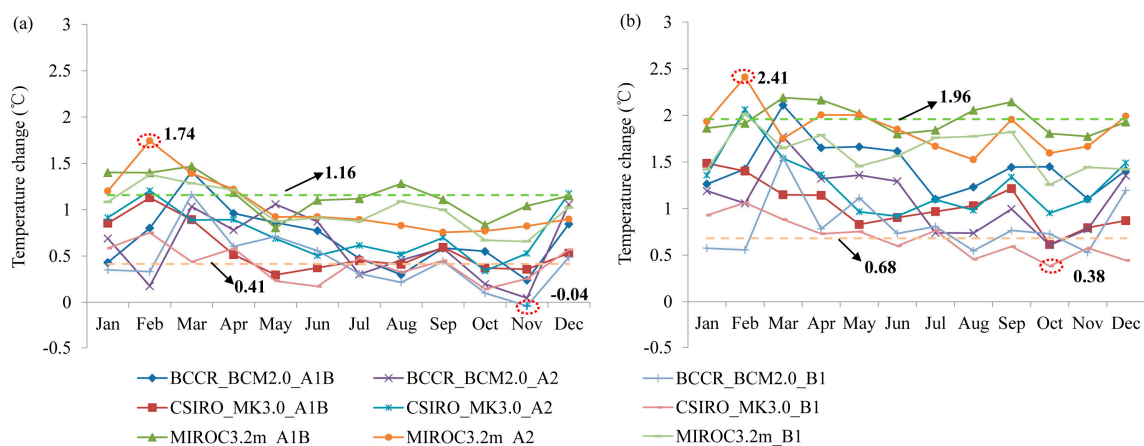 (a)
Temperature change (℃)
3
2.5
2
1.5
1
0.5
0
-0.5
1.74
1.16
0.41
-0.04
Jan Feb Mar Apr May Jun Jul Aug Sep Oct Nov Dec
(b)
Temperature change (℃)
3
2.5
2
1.5
1
0.5
0
-0.5
2.41
1.96
0.68
0.38
Jan Feb Mar Apr May Jun Jul Aug Sep Oct Nov Dec
BCCR_BCM2.0_A1B BCCR_BCM2.0_A2 BCCR_BCM2.0_B1
CSIRO_MK3.0_A1B CSIRO_MK3.0_A2 CSIRO_MK3.0_B1
MIROC3.2m_A1B MIROC3.2m_A2 MIROC3.2m_B1